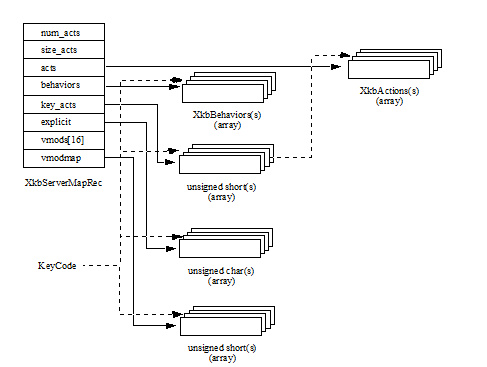 num_acts
size_acts
acts
behaviors
key_acts
explicit
vmods[16]
vmodmap
XkbServerMapRec
XkbActions(s)
(array)
XkbBehaviors(s)
(array)
unsigned short(s)
(array)
KeyCode
unsigned char(s)
(array)
unsigned short(s)
(array)